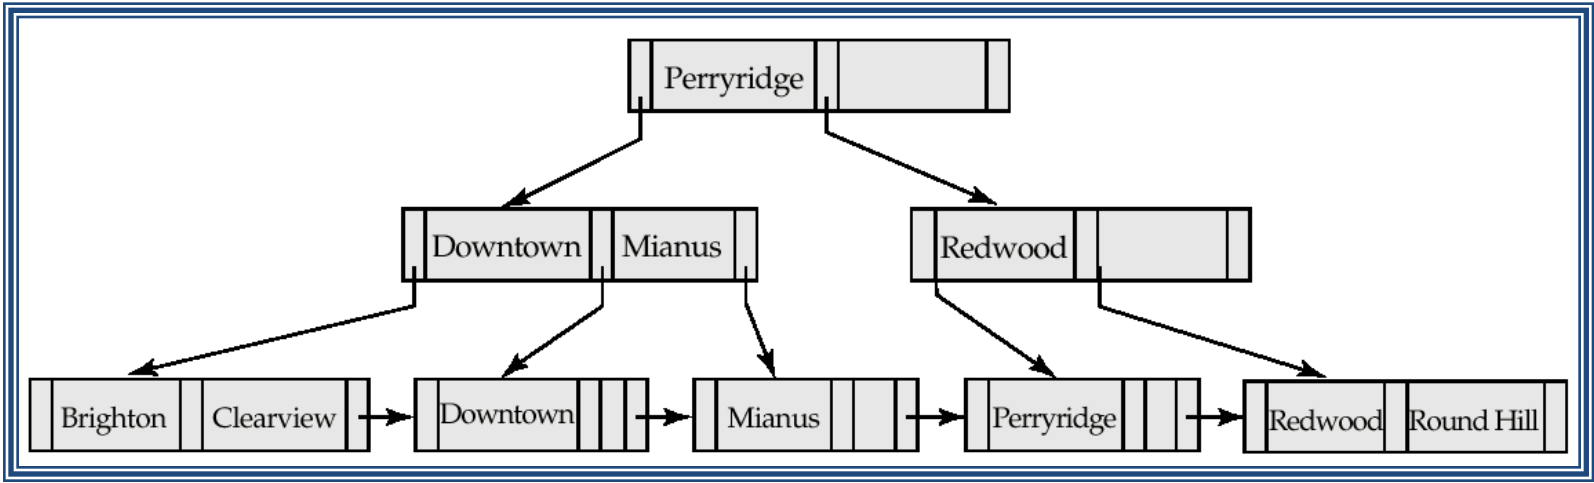 Perryridge
Downtown Mianus
Redwood
Brighton Clearview
Downtown
Mianus
Perryridge
Redwood Round Hill